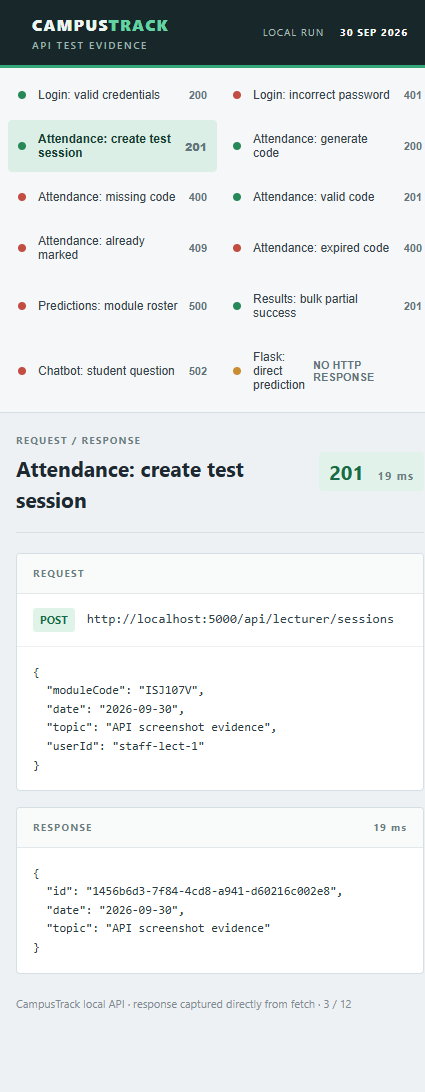 CAMPUSTRACK
API TEST EVIDENCE
LOCAL RUN 30 SEP 2026
Login: valid credentials 200
Login: incorrect password 401
Attendance: create test
session 201
Attendance: generate
code 200
Attendance: missing code 400
Attendance: valid code 201
Attendance: already
marked 409
Attendance: expired code 400
Predictions: module roster 500
Results: bulk partial
success 201
Chatbot: student question 502
Flask:
direct
prediction
NO HTTP
RESPONSE
REQUEST / RESPONSE
Attendance: create test
session
201 19 ms
REQUEST
POST http://localhost:5000/api/lecturer/sessions
{
  "moduleCode": "ISJ107V",
  "date": "2026-09-30",
  "topic": "API screenshot evidence",
  "userId": "staff-lect-1"
}
RESPONSE 19 ms
{
  "id": "1456b6d3-7f84-4cd8-a941-d60216c002e8",
  "date": "2026-09-30",
  "topic": "API screenshot evidence"
}
CampusTrack local API · response captured directly from fetch · 3 / 12